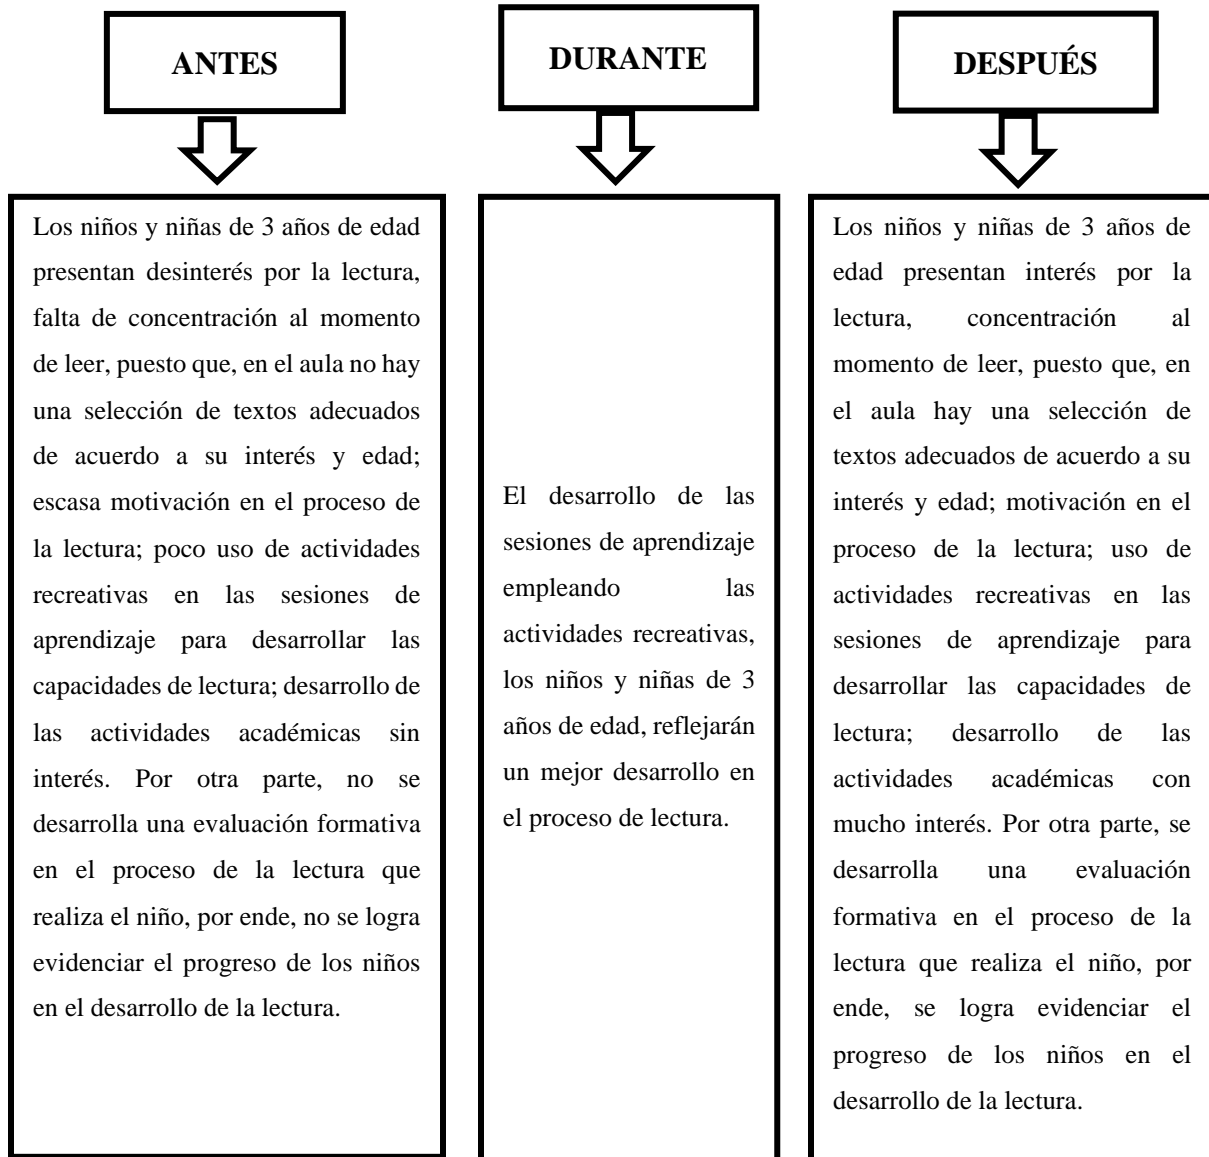 ANTES
Los niños y niñas de 3 años de edad
presentan desinterés por la lectura,
falta de concentración al momento
de leer, puesto que, en el aula no hay
una selección de textos adecuados
de acuerdo a su interés y edad;
escasa motivación en el proceso de
la lectura; poco uso de actividades
recreativas en las sesiones de
aprendizaje para desarrollar las
capacidades de lectura; desarrollo de
las actividades académicas sin
interés. Por otra parte, no se
desarrolla una evaluación formativa
en el proceso de la lectura que
realiza el niño, por ende, no se logra
evidenciar el progreso de los niños
en el desarrollo de la lectura.
DURANTE
El desarrollo de las
sesiones de aprendizaje
empleando las
actividades recreativas,
los niños y niñas de 3
años de edad, reflejarán
un mejor desarrollo en
el proceso de lectura.
DESPUÉS
Los niños y niñas de 3 años de
edad presentan interés por la
lectura, concentración al
momento de leer, puesto que, en
el aula hay una selección de
textos adecuados de acuerdo a su
interés y edad; motivación en el
proceso de la lectura; uso de
actividades recreativas en las
sesiones de aprendizaje para
desarrollar las capacidades de
lectura; desarrollo de las
actividades académicas con
mucho interés. Por otra parte, se
desarrolla una evaluación
formativa en el proceso de la
lectura que realiza el niño, por
ende, se logra evidenciar el
progreso de los niños en el
desarrollo de la lectura.